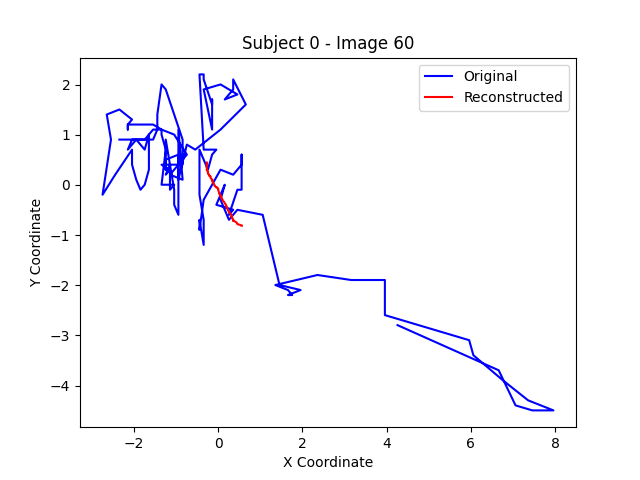 Subject 0 - Image 60
Original
Reconstructed
2
1
0
−1
−2
−3
−4
Y Coordinate
−2
0
2
4
6
8
X Coordinate